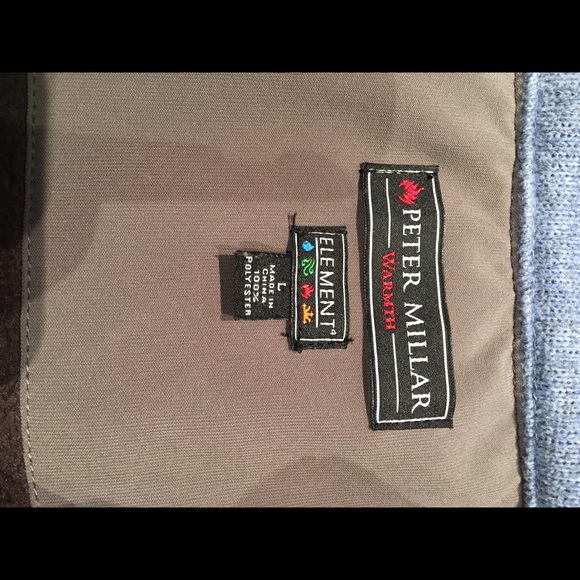 PETER MILLAR
WARMTH
ELEMENT4
L
MADE IN
CHINA
100%
POLYESTER